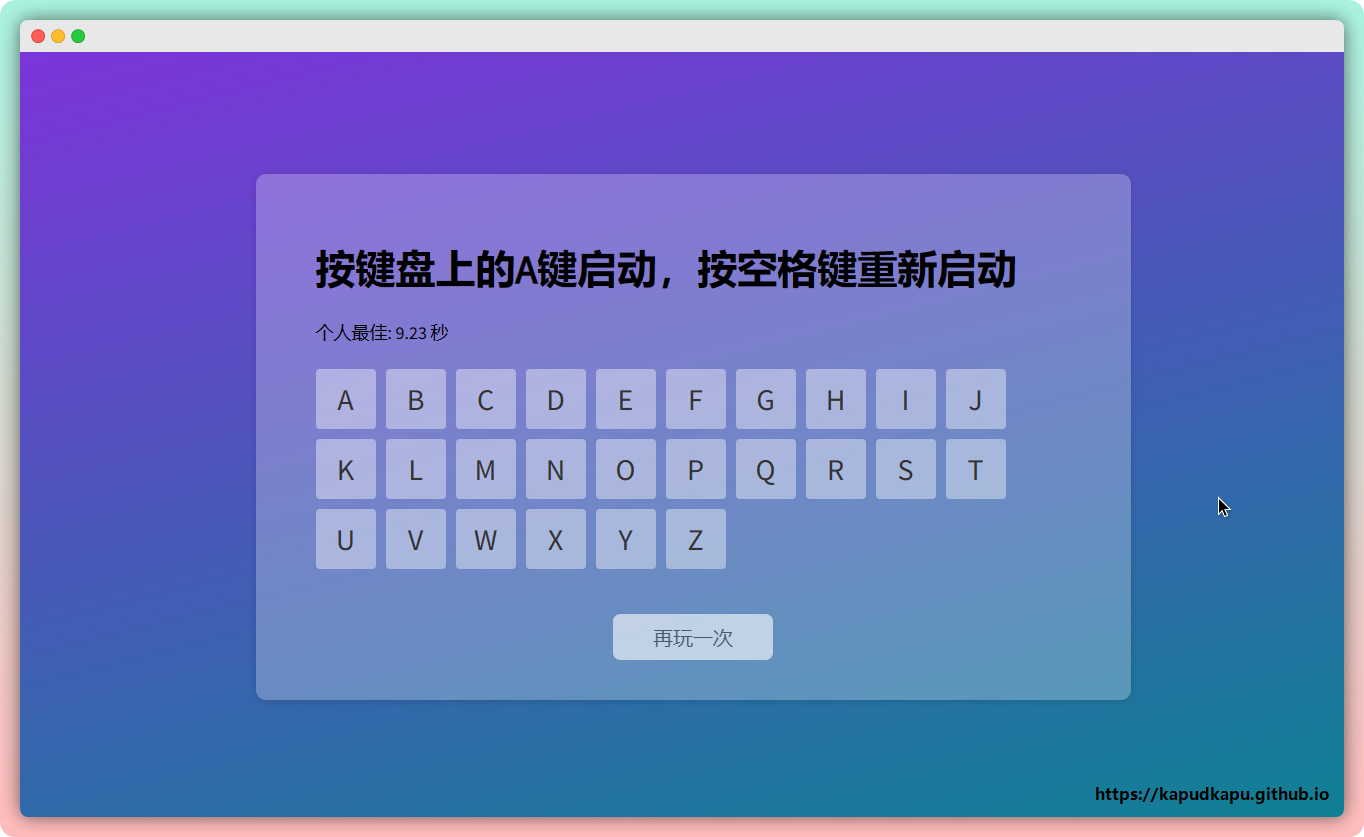 按键盘上的A键启动，按空格键重新启动
个人最佳: 9.23 秒
A B C D E F G H I J
K L M N O P Q R S T
U V W X Y Z
再玩一次
https://kapudkapu.github.io